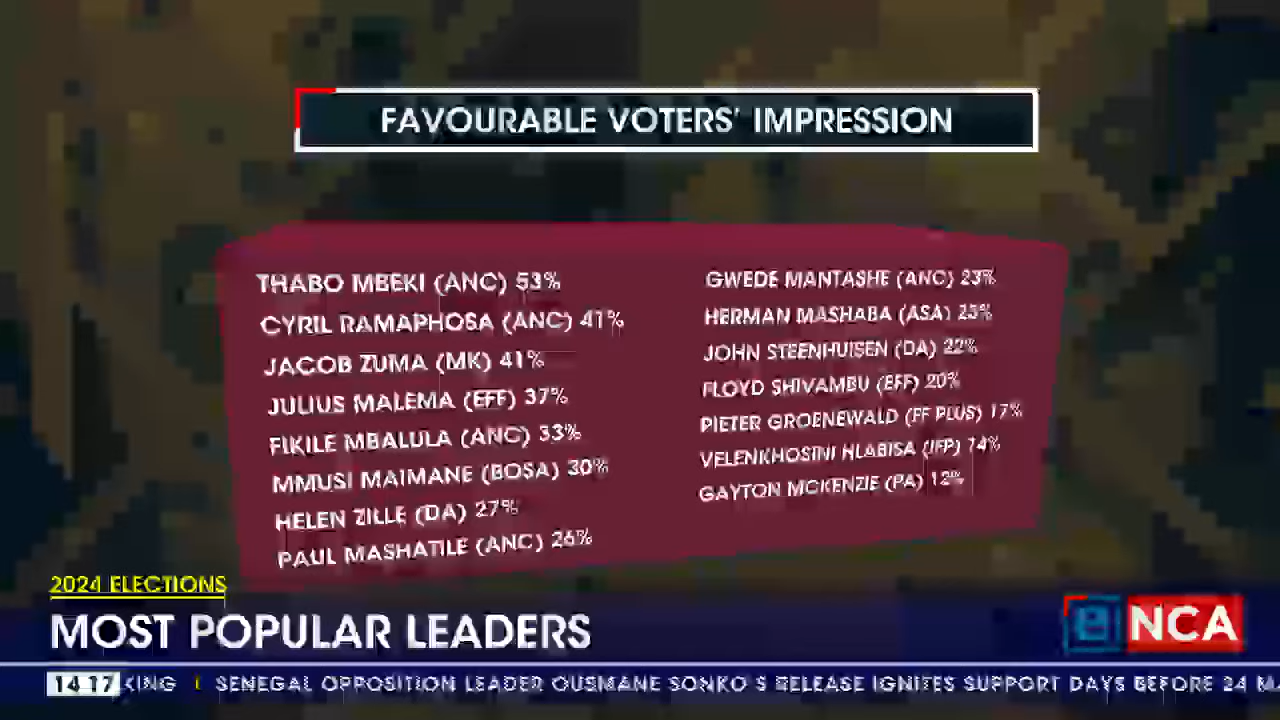 FAVOURABLE VOTERS' IMPRESSION
THABO MBEKI (ANC) 53%
CYRIL RAMAPHOSA (ANC) 41%
JACOB ZUMA (MK) 41%
JULIUS MALEMA (EFF) 37%
FIKILE MBALULA (ANC) 33%
MMUSI MAIMANE (BOSA) 30%
HELEN ZILLE (DA) 27%
PAUL MASHATILE (ANC) 26%
GWEDE MANTASHE (ANC) 23%
HERMAN MASHABA (ASA) 23%
JOHN STEENHUISEN (DA) 22%
FLOYD SHIVAMBU (EFF) 20%
PIETER GROENEWALD (FF PLUS) 17%
VELENKHOSINI HLABISA (IFP) 14%
GAYTON MCKENZIE (PA) 12%
2024 ELECTIONS
MOST POPULAR LEADERS
eNCA
14:17 KING SENEGAL OPPOSITION LEADER OUSMANE SONKO'S RELEASE IGNITES SUPPORT DAYS BEFORE 24